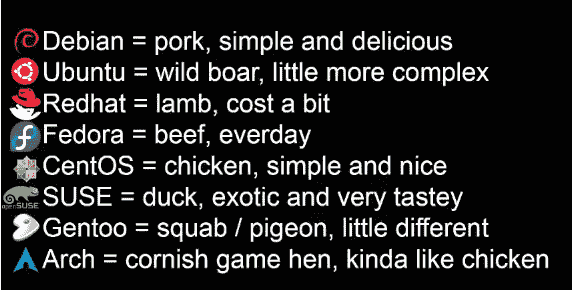 Debian = pork, simple and delicious
Ubuntu = wild boar, little more complex
Redhat = lamb, cost a bit
Fedora = beef, everday
CentOS = chicken, simple and nice
openSUSE SUSE = duck, exotic and very tastey
Gentoo = squab / pigeon, little different
Arch = cornish game hen, kinda like chicken